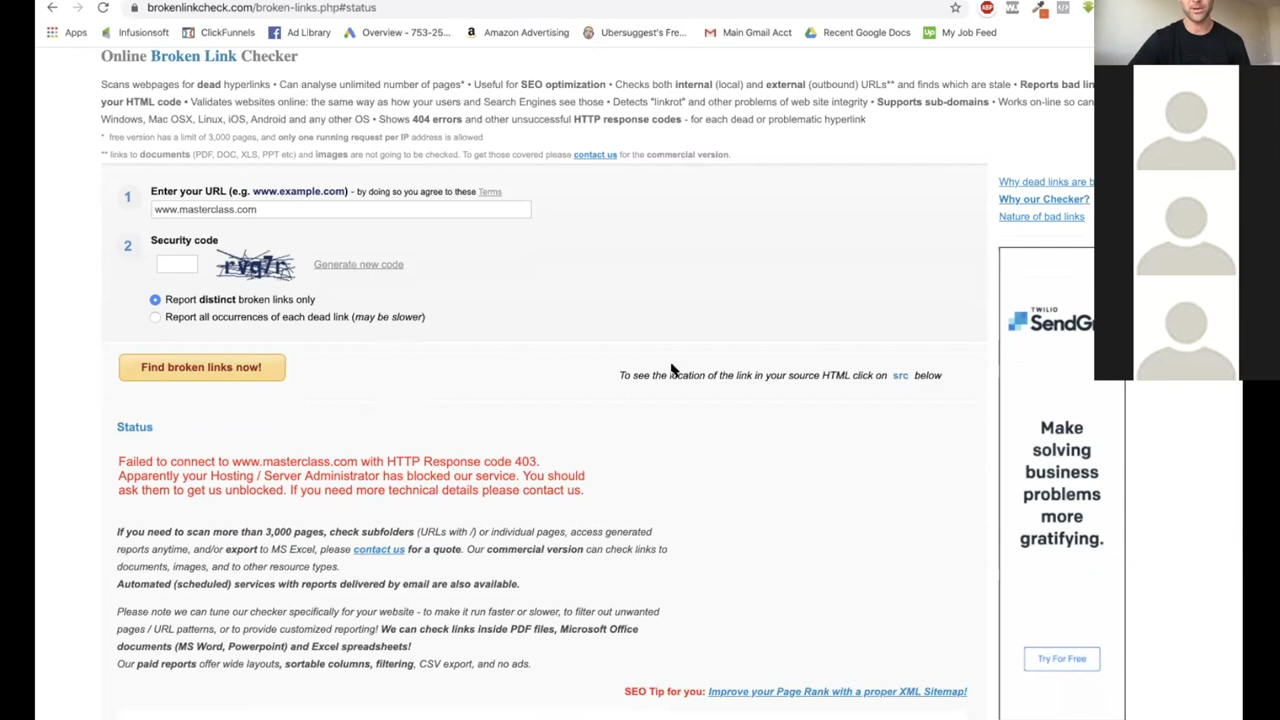 brokenlinkcheck.com/broken-links.php#status
ABP
Apps Infusionsoft ClickFunnels Ad Library Overview - 753-25... Amazon Advertising Ubersuggest's Fre... Main Gmail Acct Recent Google Docs Up My Job Feed
Online Broken Link Checker
Scans webpages for dead hyperlinks • Can analyse unlimited number of pages* • Useful for SEO optimization • Checks both internal (local) and external (outbound) URLs** and finds which are stale • Reports bad lin
your HTML code • Validates websites online: the same way as how your users and Search Engines see those • Detects "linkrot" and other problems of web site integrity • Supports sub-domains • Works on-line so can
Windows, Mac OSX, Linux, iOS, Android and any other OS • Shows 404 errors and other unsuccessful HTTP response codes - for each dead or problematic hyperlink
* free version has a limit of 3,000 pages, and only one running request per IP address is allowed
** links to documents (PDF, DOC, XLS, PPT etc) and images are not going to be checked. To get those covered please contact us for the commercial version.
1 Enter your URL (e.g. www.example.com) - by doing so you agree to these Terms
www.masterclass.com
2 Security code
rvq7r Generate new code
Report distinct broken links only
Report all occurrences of each dead link (may be slower)
Find broken links now!
To see the location of the link in your source HTML click on src below
Status
Failed to connect to www.masterclass.com with HTTP Response code 403.
Apparently your Hosting / Server Administrator has blocked our service. You should
ask them to get us unblocked. If you need more technical details please contact us.
If you need to scan more than 3,000 pages, check subfolders (URLs with /) or individual pages, access generated
reports anytime, and/or export to MS Excel, please contact us for a quote. Our commercial version can check links to
documents, images, and to other resource types.
Automated (scheduled) services with reports delivered by email are also available.
Please note we can tune our checker specifically for your website - to make it run faster or slower, to filter out unwanted
pages / URL patterns, or to provide customized reporting! We can check links inside PDF files, Microsoft Office
documents (MS Word, Powerpoint) and Excel spreadsheets!
Our paid reports offer wide layouts, sortable columns, filtering, CSV export, and no ads.
SEO Tip for you: Improve your Page Rank with a proper XML Sitemap!
Why dead links are b
Why our Checker?
Nature of bad links
TWILIO
SendG
Make
solving
business
problems
more
gratifying.
Try For Free